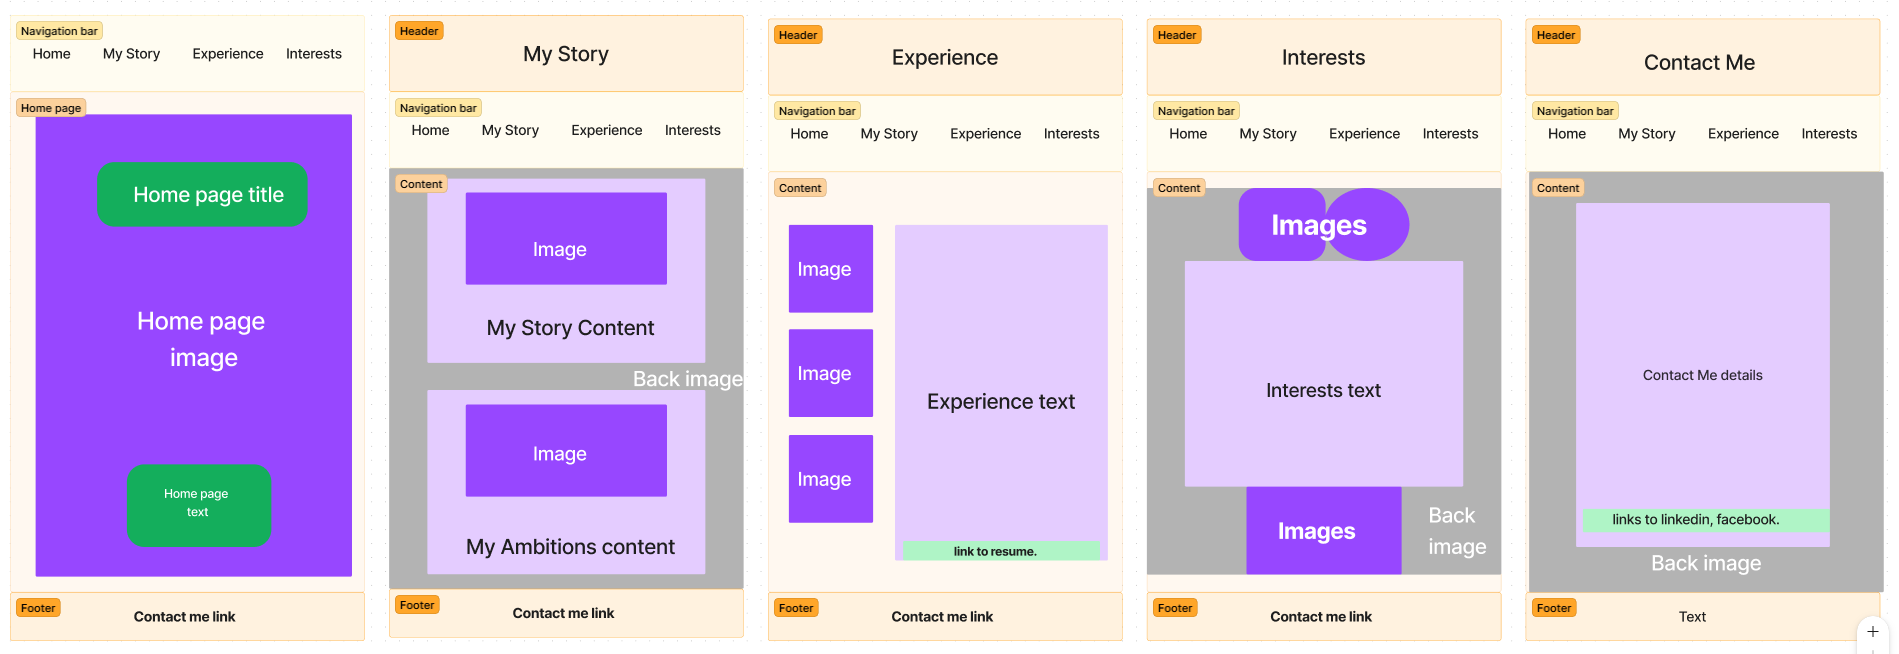 Navigation bar
Home My Story Experience Interests
Home page
Home page title
Home page
image
Home page
text
Footer
Contact me link
Header
My Story
Navigation bar
Home My Story Experience Interests
Content
Image
My Story Content
Back image
Image
My Ambitions content
Footer
Contact me link
Header
Experience
Navigation bar
Home My Story Experience Interests
Content
Image
Image
Image
Experience text
link to resume.
Footer
Contact me link
Header
Interests
Navigation bar
Home My Story Experience Interests
Content
Images
Interests text
Images
Back
image
Footer
Contact me link
Header
Contact Me
Navigation bar
Home My Story Experience Interests
Content
Contact Me details
links to linkedin, facebook.
Back image
Footer
Text